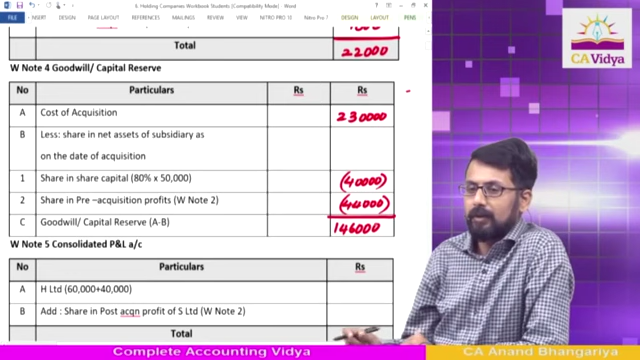 6. Holding Companies Workbook Students [Compatibility Mode] - Word
FILE HOME INSERT DESIGN PAGE LAYOUT REFERENCES MAILINGS REVIEW VIEW NITRO PRO 10 Nitro Pro 7 DESIGN LAYOUT PENS
Total 22000
W Note 4 Goodwill/ Capital Reserve
No Particulars Rs Rs
A Cost of Acquisition 230000
B Less: share in net assets of subsidiary as
on the date of acquisition
1 Share in share capital (80% x 50,000) (40000)
2 Share in Pre –acquisition profits (W Note 2) (44000)
C Goodwill/ Capital Reserve (A-B) 146000
W Note 5 Consolidated P&L a/c
No Particulars Rs
A H Ltd (60,000+40,000)
B Add : Share in Post acqn profit of S Ltd (W Note 2)
Total
CA Vidya
Complete Accounting Vidya CA Anand Bhangariya